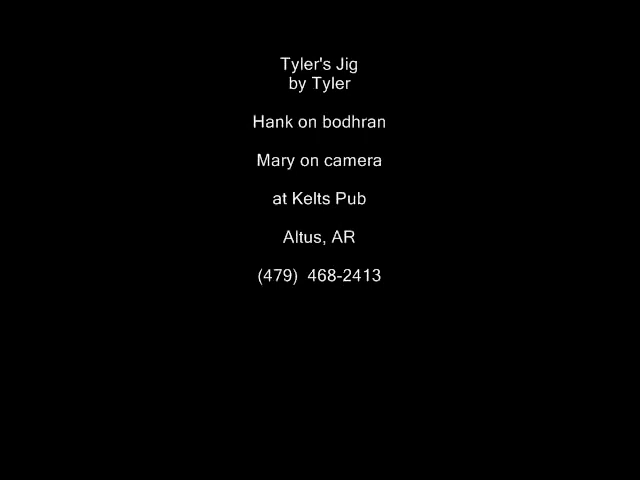 Tyler's Jig
by Tyler
Hank on bodhran
Mary on camera
at Kelts Pub
Altus, AR
(479)  468-2413